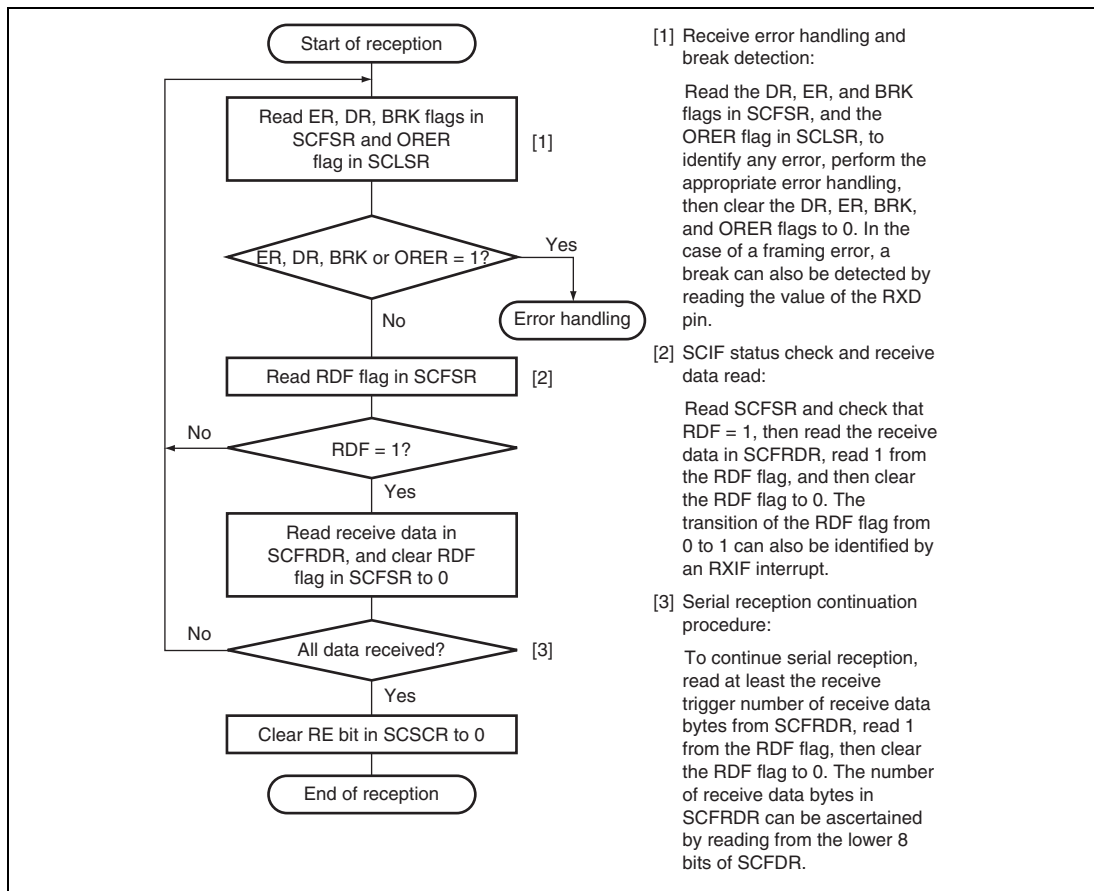 Start of reception
Read ER, DR, BRK flags in
SCFSR and ORER
flag in SCLSR
[1]
ER, DR, BRK or ORER = 1?
Yes
Error handling
No
Read RDF flag in SCFSR
[2]
No
RDF = 1?
Yes
Read receive data in
SCFRDR, and clear RDF
flag in SCFSR to 0
No
All data received?
[3]
Yes
Clear RE bit in SCSCR to 0
End of reception
[1] Receive error handling and
break detection:
Read the DR, ER, and BRK
flags in SCFSR, and the
ORER flag in SCLSR, to
identify any error, perform the
appropriate error handling,
then clear the DR, ER, BRK,
and ORER flags to 0. In the
case of a framing error, a
break can also be detected by
reading the value of the RXD
pin.
[2] SCIF status check and receive
data read:
Read SCFSR and check that
RDF = 1, then read the receive
data in SCFRDR, read 1 from
the RDF flag, and then clear
the RDF flag to 0. The
transition of the RDF flag from
0 to 1 can also be identified by
an RXIF interrupt.
[3] Serial reception continuation
procedure:
To continue serial reception,
read at least the receive
trigger number of receive data
bytes from SCFRDR, read 1
from the RDF flag, then clear
the RDF flag to 0. The number
of receive data bytes in
SCFRDR can be ascertained
by reading from the lower 8
bits of SCFDR.